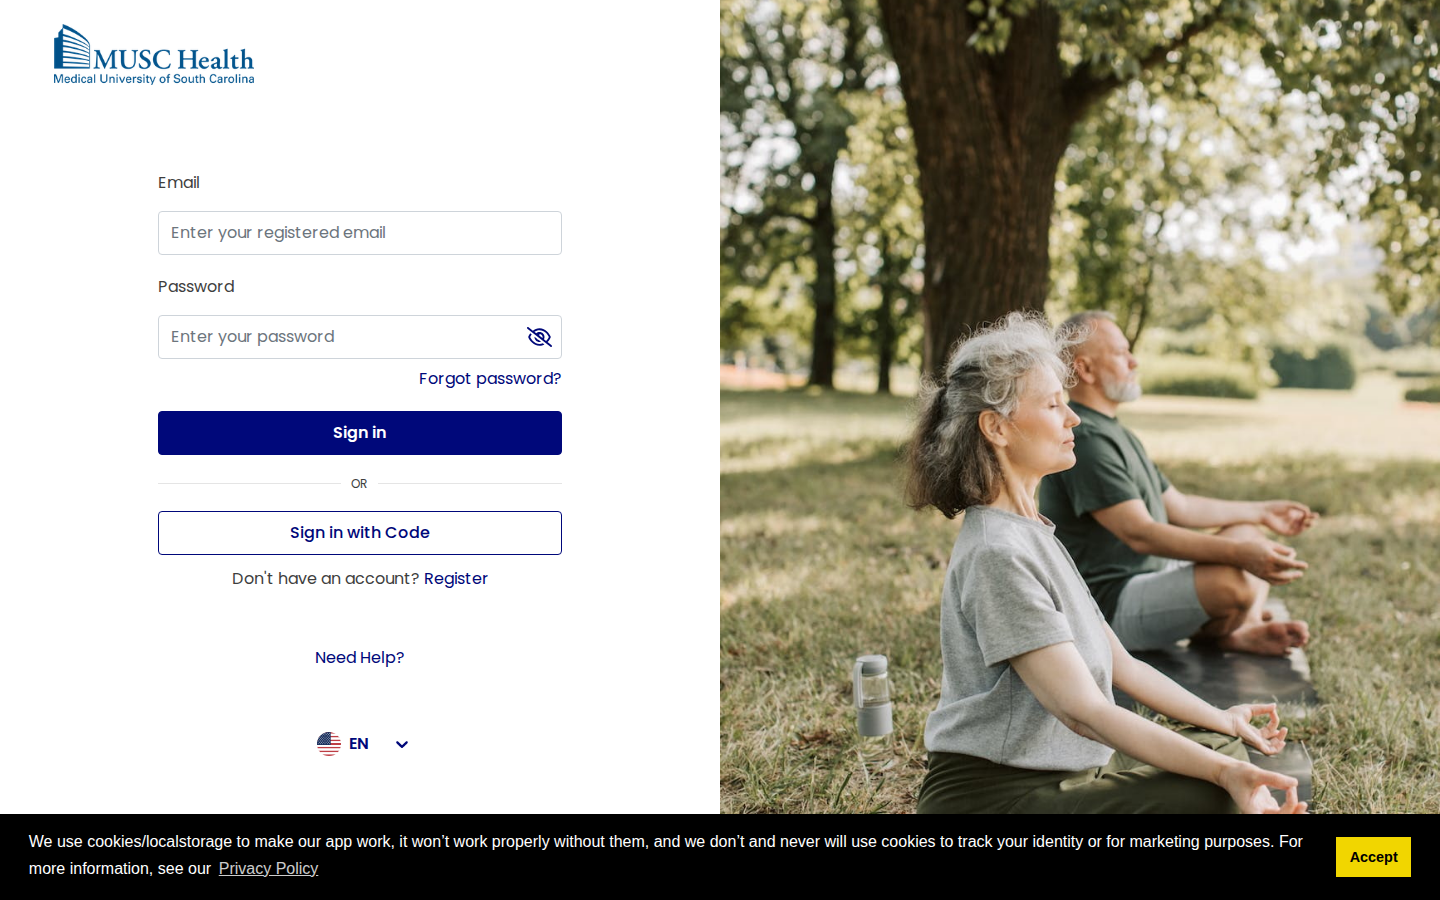 MUSC Health
Medical University of South Carolina
Email
Enter your registered email
Password
Enter your password
Forgot password?
Sign in
OR
Sign in with Code
Don't have an account? Register
Need Help?
EN
We use cookies/localstorage to make our app work, it won’t work properly without them, and we don’t and never will use cookies to track your identity or for marketing purposes. For
more information, see our Privacy Policy
Accept